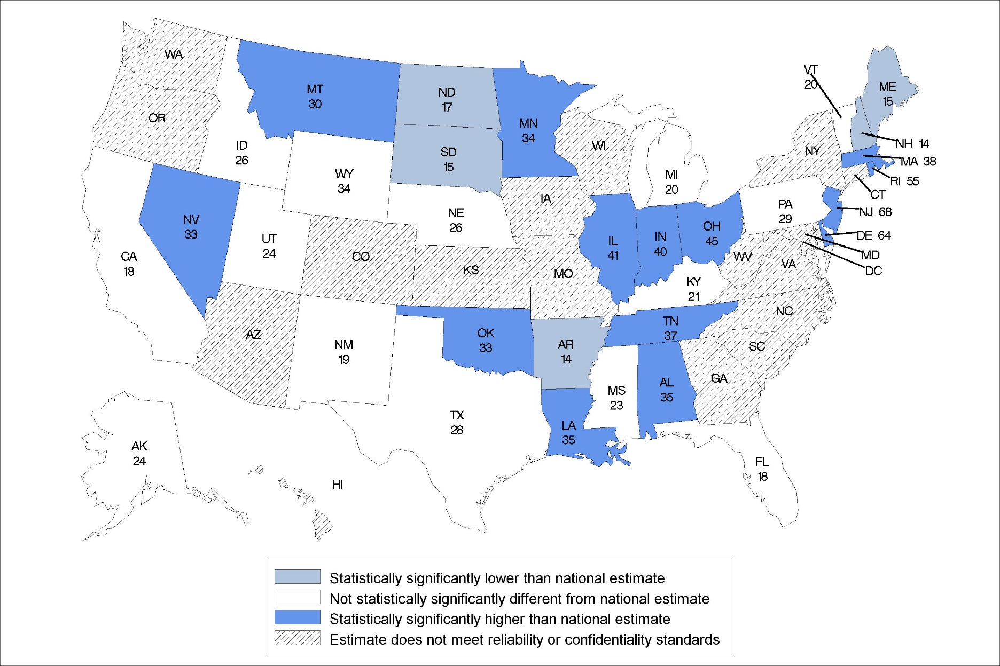 WA
VT
20
ME
15
MT
30
ND
17
OR
MN
34
ID
26
SD
15
WI
NY
NH 14
MA 38
RI 55
CT
WY
34
MI
20
IA
PA
29
NJ 68
NE
26
NV
33
OH
45
DE 64
UT
24
IL
41
IN
40
MD
CA
18
CO
KS
MO
WV
VA
DC
KY
21
NC
AZ
NM
19
OK
33
AR
14
TN
37
SC
GA
MS
23
AL
35
TX
28
LA
35
AK
24
HI
FL
18
Statistically significantly lower than national estimate
Not statistically significantly different from national estimate
Statistically significantly higher than national estimate
Estimate does not meet reliability or confidentiality standards